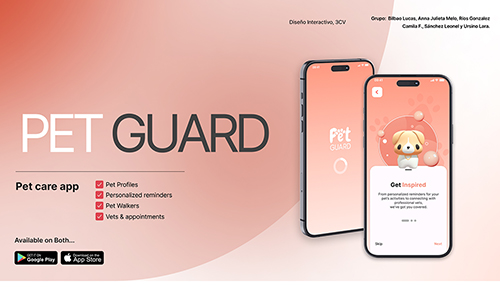 Diseño Interactivo, 3CV
Grupo: Bilbao Lucas, Anna Julieta Melo, Ríos Gonzalez
Camila F., Sánchez Leonel y Ursino Lara.
PET GUARD
Pet care app
Pet Profiles
Personalized reminders
Pet Walkers
Vets & appointments
Available on Both...
GET IT ON
Google Play
Download on the
App Store
Pet
GUARD
Get Inspired
From personalized reminders for your
pet's activities to connecting with
professional vets,
we've got you covered.
Skip
Next